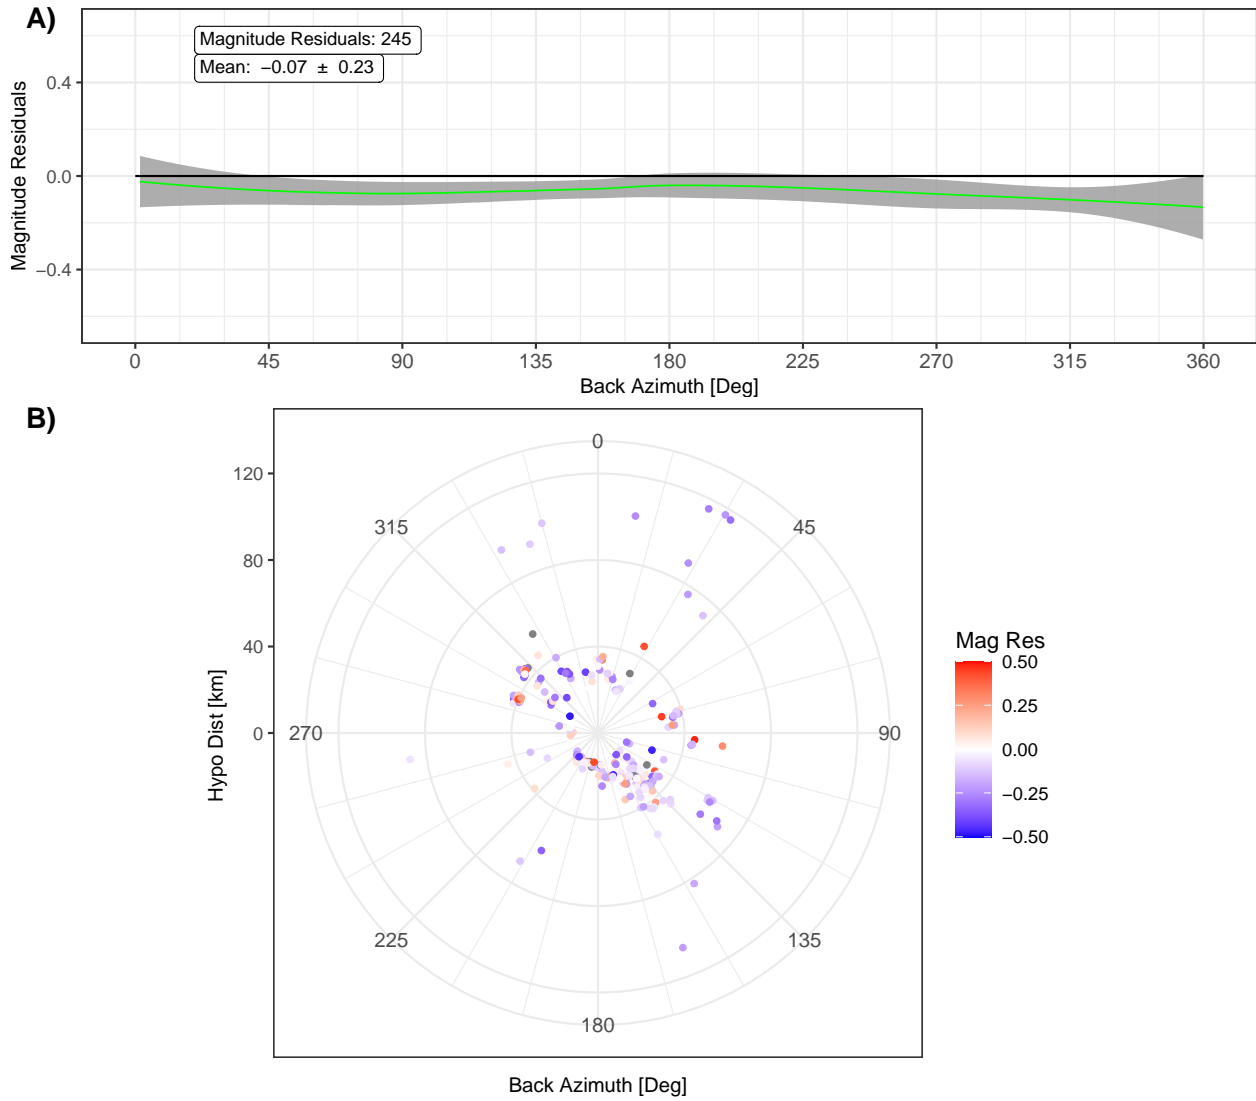 A)
Magnitude Residuals: 245
Mean:  −0.07  ±  0.23
0.4
0.0
−0.4
Magnitude Residuals
0 45 90 135 180 225 270 315 360
Back Azimuth [Deg]
B)
0
45
90
135
180
225
270
315
120
80
40
0
Hypo Dist [km]
Back Azimuth [Deg]
Mag Res
0.50
0.25
0.00
−0.25
−0.50